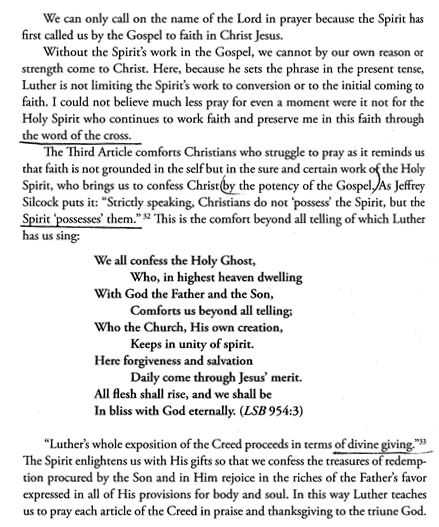 We can only call on the name of the Lord in prayer because the Spirit has
first called us by the Gospel to faith in Christ Jesus.
Without the Spirit's work in the Gospel, we cannot by our own reason or
strength come to Christ. Here, because he sets the phrase in the present tense,
Luther is not limiting the Spirit's work to conversion or to the initial coming to
faith. I could not believe much less pray for even a moment were it not for the
Holy Spirit who continues to work faith and preserve me in this faith through
the word of the cross.
The Third Article comforts Christians who struggle to pray as it reminds us
that faith is not grounded in the self but in the sure and certain work of the Holy
Spirit, who brings us to confess Christ by the potency of the Gospel. As Jeffrey
Silcock puts it: "Strictly speaking, Christians do not 'possess' the Spirit, but the
Spirit 'possesses' them." 32 This is the comfort beyond all telling of which Luther
has us sing:
We all confess the Holy Ghost,
Who, in highest heaven dwelling
With God the Father and the Son,
Comforts us beyond all telling;
Who the Church, His own creation,
Keeps in unity of spirit.
Here forgiveness and salvation
Daily come through Jesus' merit.
All flesh shall rise, and we shall be
In bliss with God eternally. (LSB 954:3)
"Luther's whole exposition of the Creed proceeds in terms of divine giving."33
The Spirit enlightens us with His gifts so that we confess the treasures of redemp-
tion procured by the Son and in Him rejoice in the riches of the Father's favor
expressed in all of His provisions for body and soul. In this way Luther teaches
us to pray each article of the Creed in praise and thanksgiving to the triune God.